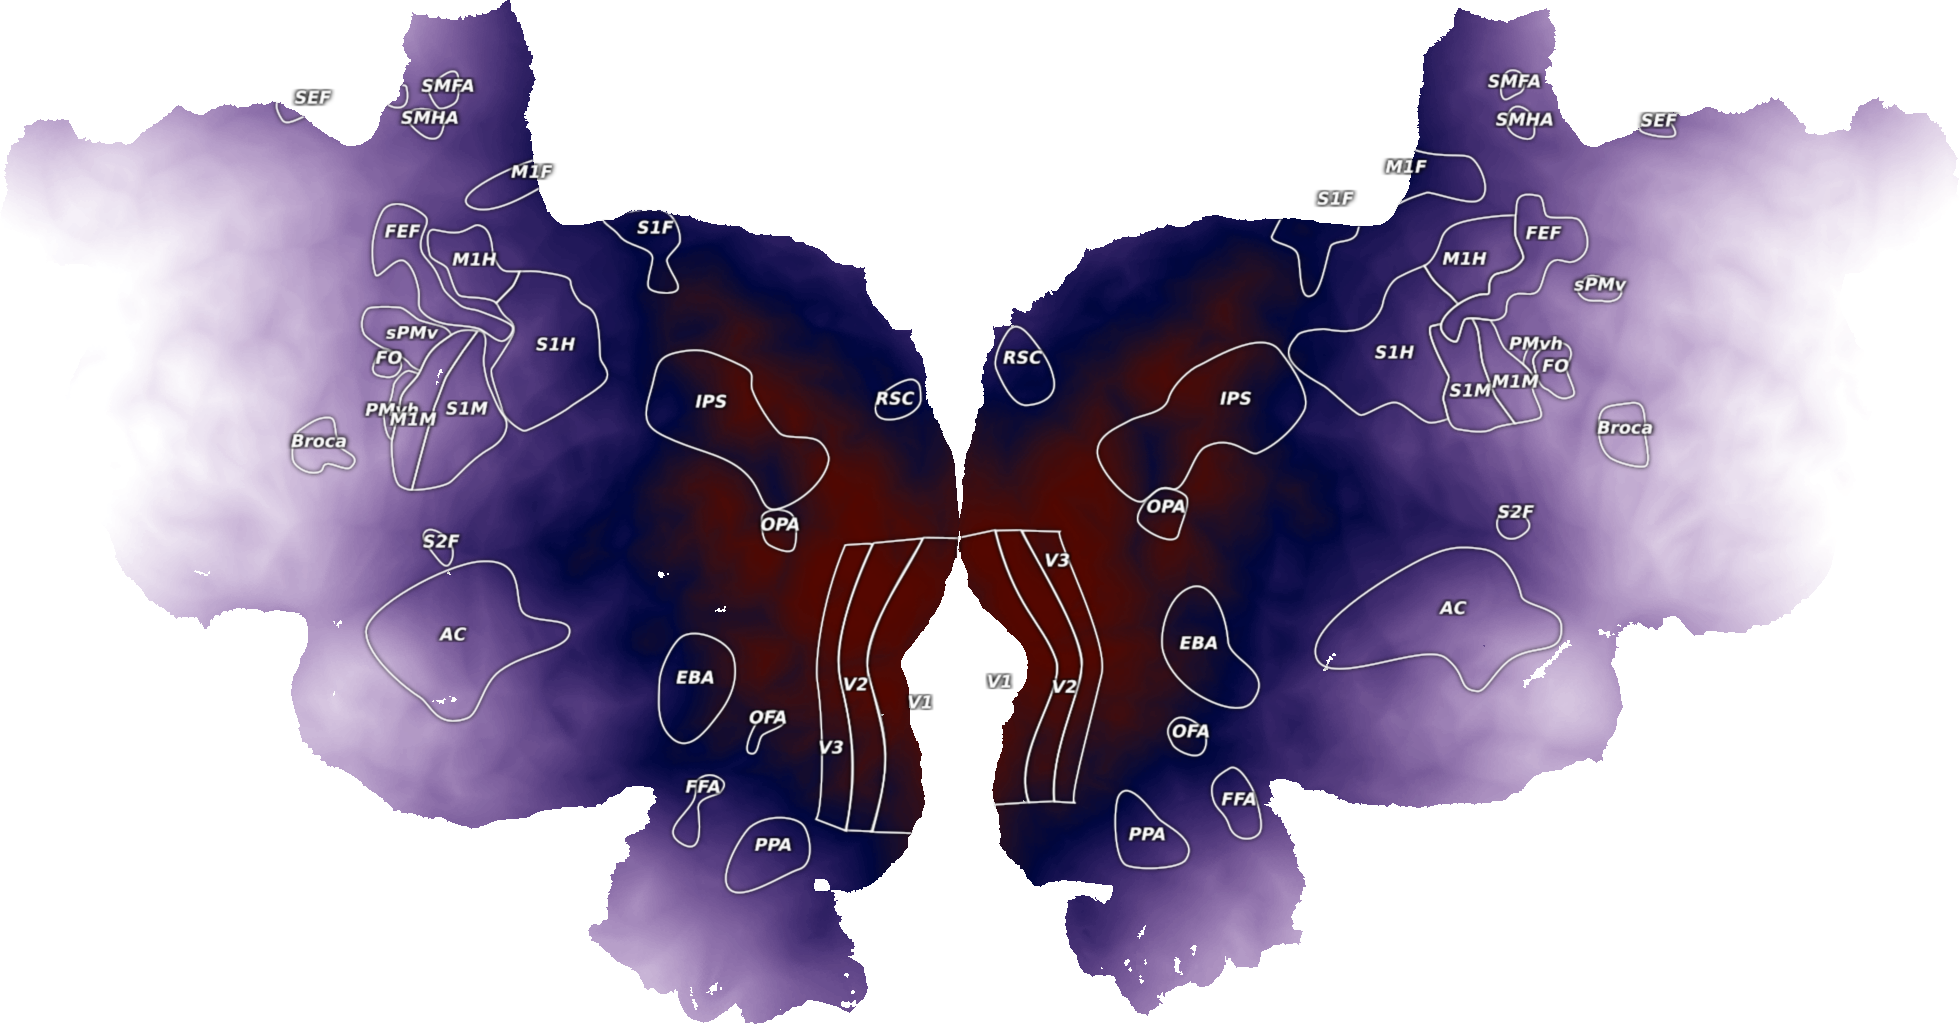 SMFA
SEF
SMHA
M1F
FEF
S1F
M1H
sPMv
S1H
FO
IPS
RSC
PMvh
M1M
S1M
Broca
OPA
S2F
AC
EBA
V2
V1
OFA
V3
FFA
PPA
SMFA
SMHA
SEF
M1F
S1F
FEF
M1H
sPMv
RSC
S1H
PMvh
FO
M1M
S1M
IPS
Broca
OPA
S2F
V3
AC
EBA
V1
V2
OFA
FFA
PPA